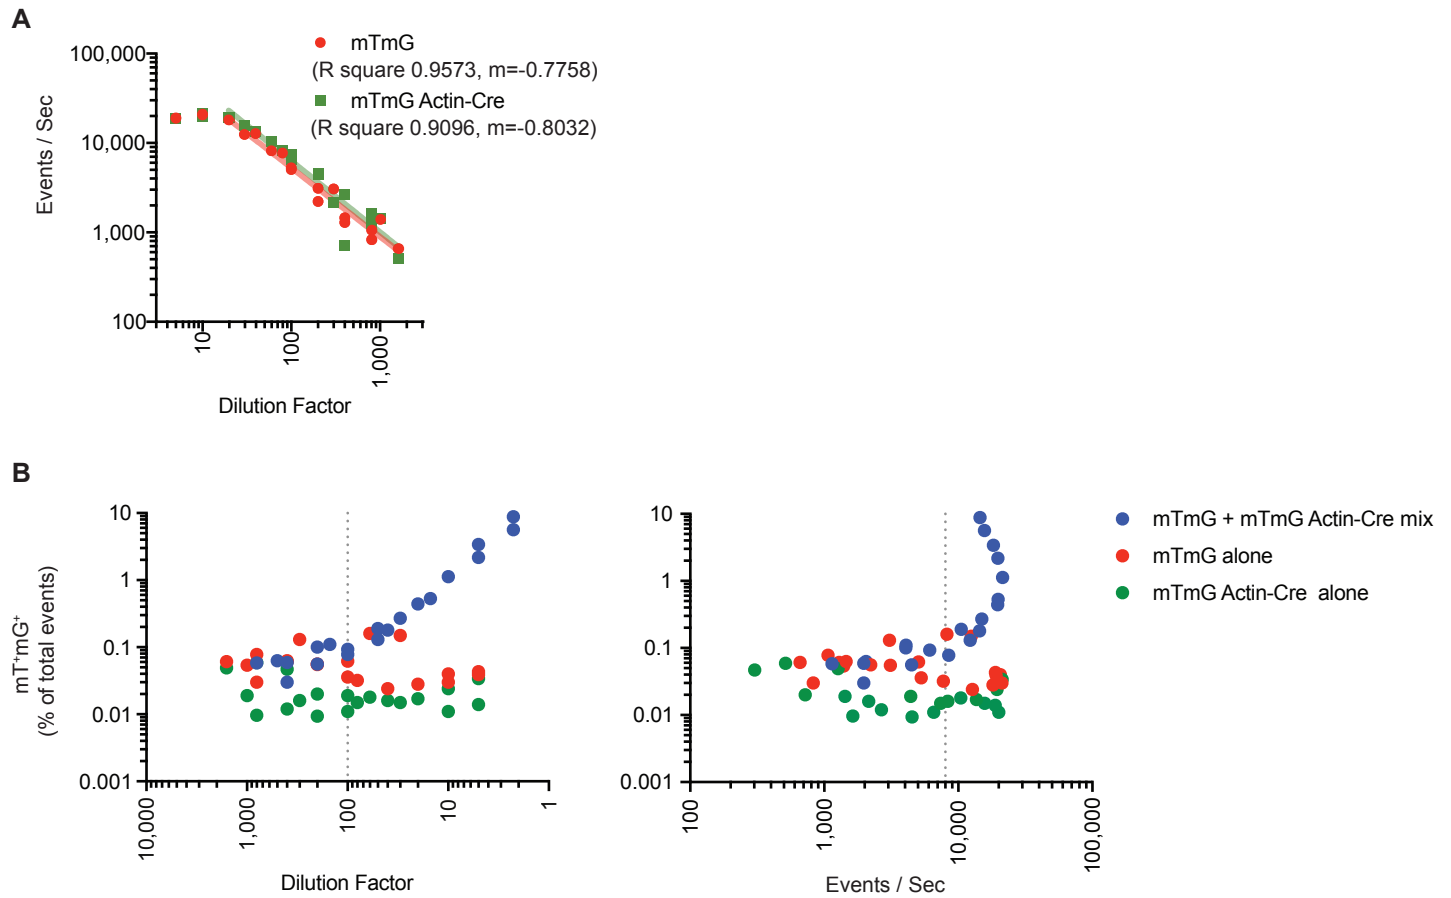 A
100,000
10,000
1,000
100
Events / Sec
10
100
1,000
Dilution Factor
mTmG
(R square 0.9573, m=-0.7758)
mTmG Actin-Cre
(R square 0.9096, m=-0.8032)
B
mT⁺mG⁺
(% of total events)
10
1
0.1
0.01
0.001
10,000
1,000
100
10
1
Dilution Factor
10
1
0.1
0.01
0.001
100
1,000
10,000
100,000
Events / Sec
mTmG + mTmG Actin-Cre mix
mTmG alone
mTmG Actin-Cre alone